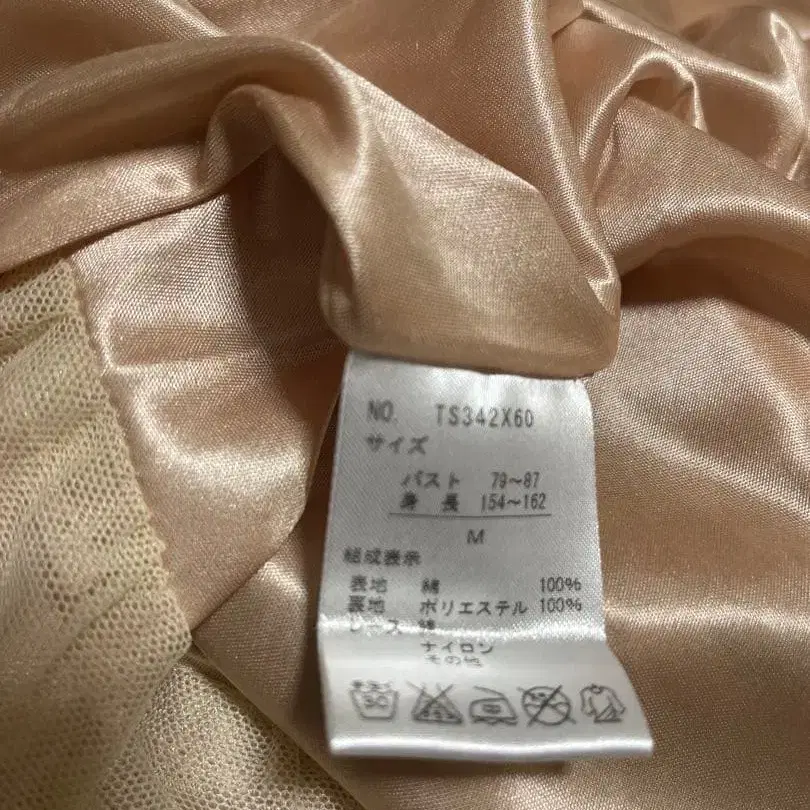 NO. TS342X60
サイズ
バスト 79〜87
身長 154〜162
M
組成表示
表地 綿 100%
裏地 ポリエステル 100%
レース 綿
ナイロン
その他